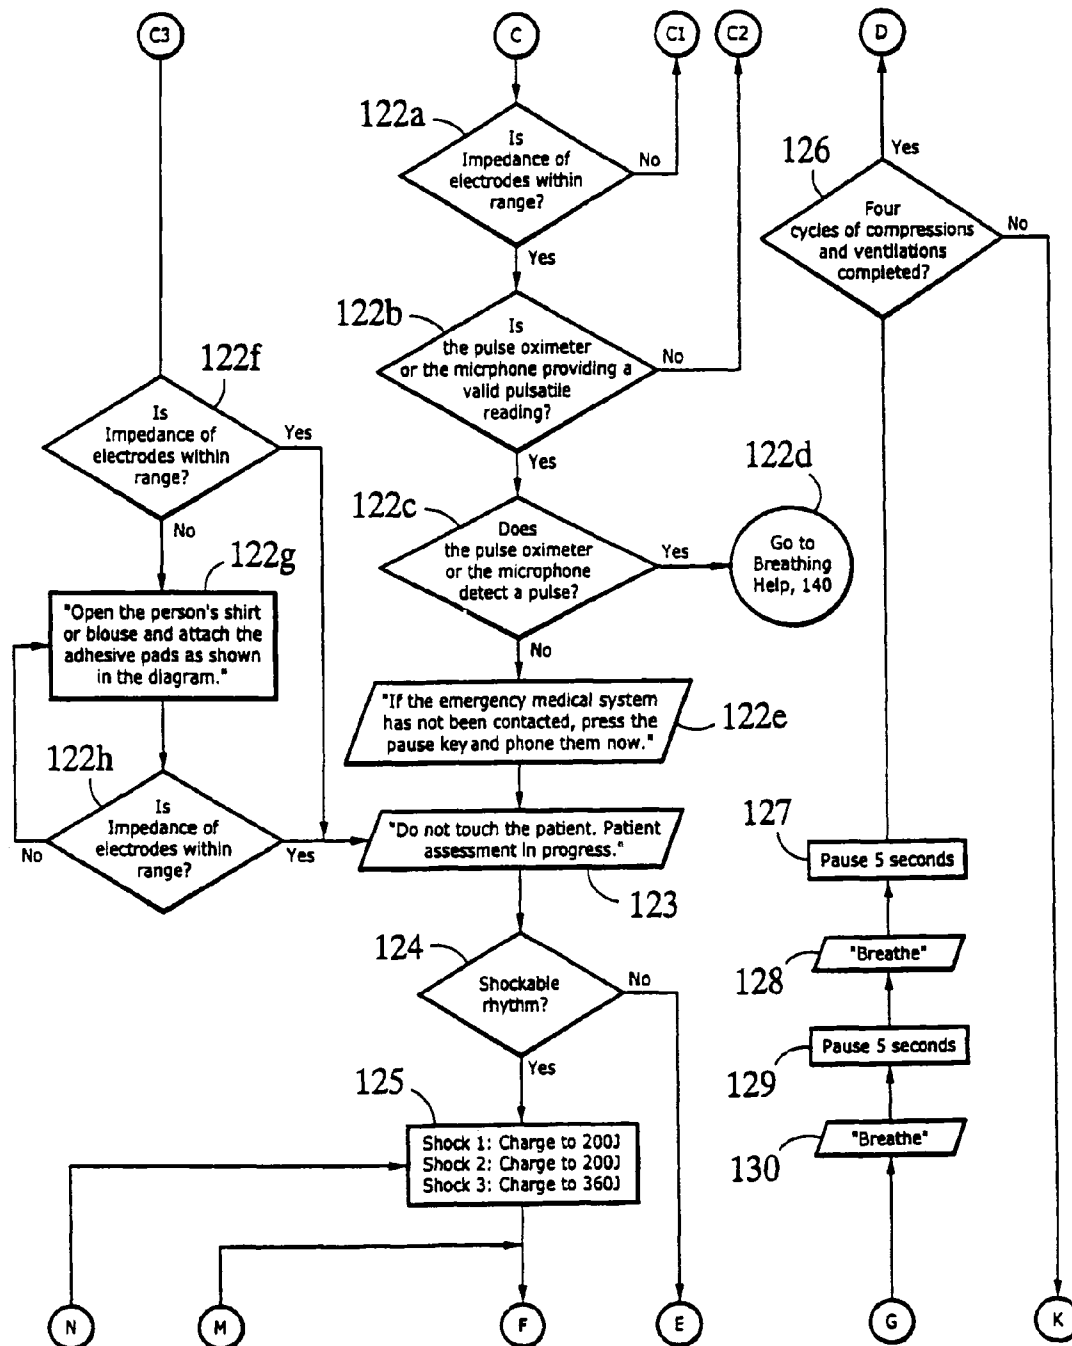 C3
C
C1
C2
D
122a
Is
Impedance of
electrodes within
range?
No
Yes
126
Yes
Four
cycles of compressions
and ventilations
completed?
No
122b
Is
the pulse oximeter
or the micrphone providing a
valid pulsatile
reading?
No
Yes
122f
Is
Impedance of
electrodes within
range?
Yes
No
122c
Does
the pulse oximeter
or the microphone
detect a pulse?
Yes
No
122d
Go to
Breathing
Help, 140
122g
"Open the person's shirt
or blouse and attach the
adhesive pads as shown
in the diagram."
"If the emergency medical system
has not been contacted, press the
pause key and phone them now."
122e
122h
Is
Impedance of
electrodes within
range?
No
Yes
"Do not touch the patient. Patient
assessment in progress."
123
127
Pause 5 seconds
124
Shockable
rhythm?
No
Yes
"Breathe"
128
Pause 5 seconds
129
125
Shock 1: Charge to 200J
Shock 2: Charge to 200J
Shock 3: Charge to 360J
"Breathe"
130
N
M
F
E
G
K